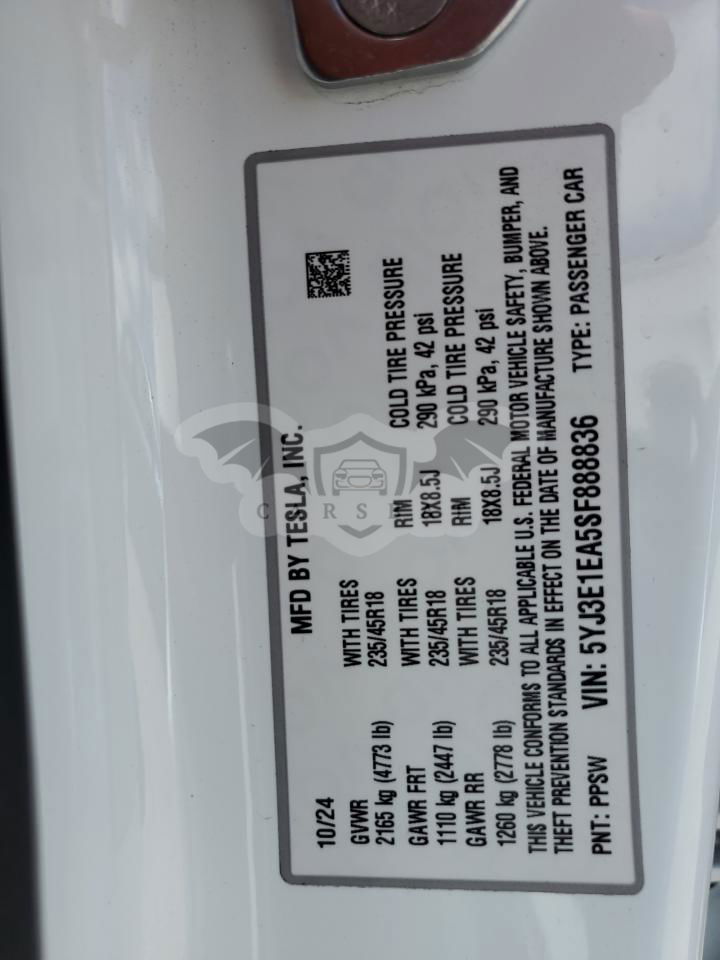 MFD BY TESLA, INC.
10/24
GVWR WITH TIRES RIM COLD TIRE PRESSURE
2165 kg (4773 lb) 235/45R18 18X8.5J 290 kPa, 42 psi
GAWR FRT WITH TIRES RIM COLD TIRE PRESSURE
1110 kg (2447 lb) 235/45R18 18X8.5J 290 kPa, 42 psi
GAWR RR WITH TIRES
1260 kg (2778 lb) 235/45R18
THIS VEHICLE CONFORMS TO ALL APPLICABLE U.S. FEDERAL MOTOR VEHICLE SAFETY, BUMPER, AND
THEFT PREVENTION STANDARDS IN EFFECT ON THE DATE OF MANUFACTURE SHOWN ABOVE.
PNT: PPSW VIN: 5YJ3E1EA5SF888836 TYPE: PASSENGER CAR